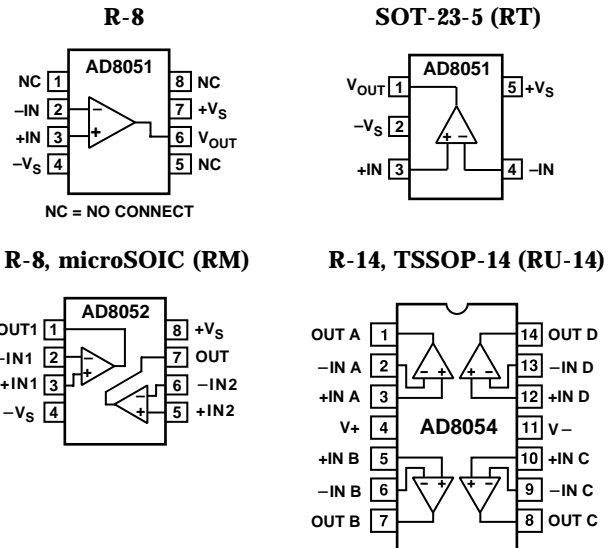 R-8
AD8051
NC 1
8 NC
–IN 2
7 +VS
+IN 3
6 VOUT
–VS 4
5 NC
NC = NO CONNECT
SOT-23-5 (RT)
AD8051
VOUT 1
5 +VS
–VS 2
+IN 3
4 –IN
R-8, microSOIC (RM)
AD8052
OUT1 1
8 +VS
–IN1 2
7 OUT
+IN1 3
6 –IN2
–VS 4
5 +IN2
R-14, TSSOP-14 (RU-14)
OUT A 1
14 OUT D
–IN A 2
13 –IN D
+IN A 3
12 +IN D
V+ 4
AD8054
11 V–
+IN B 5
10 +IN C
–IN B 6
9 –IN C
OUT B 7
8 OUT C